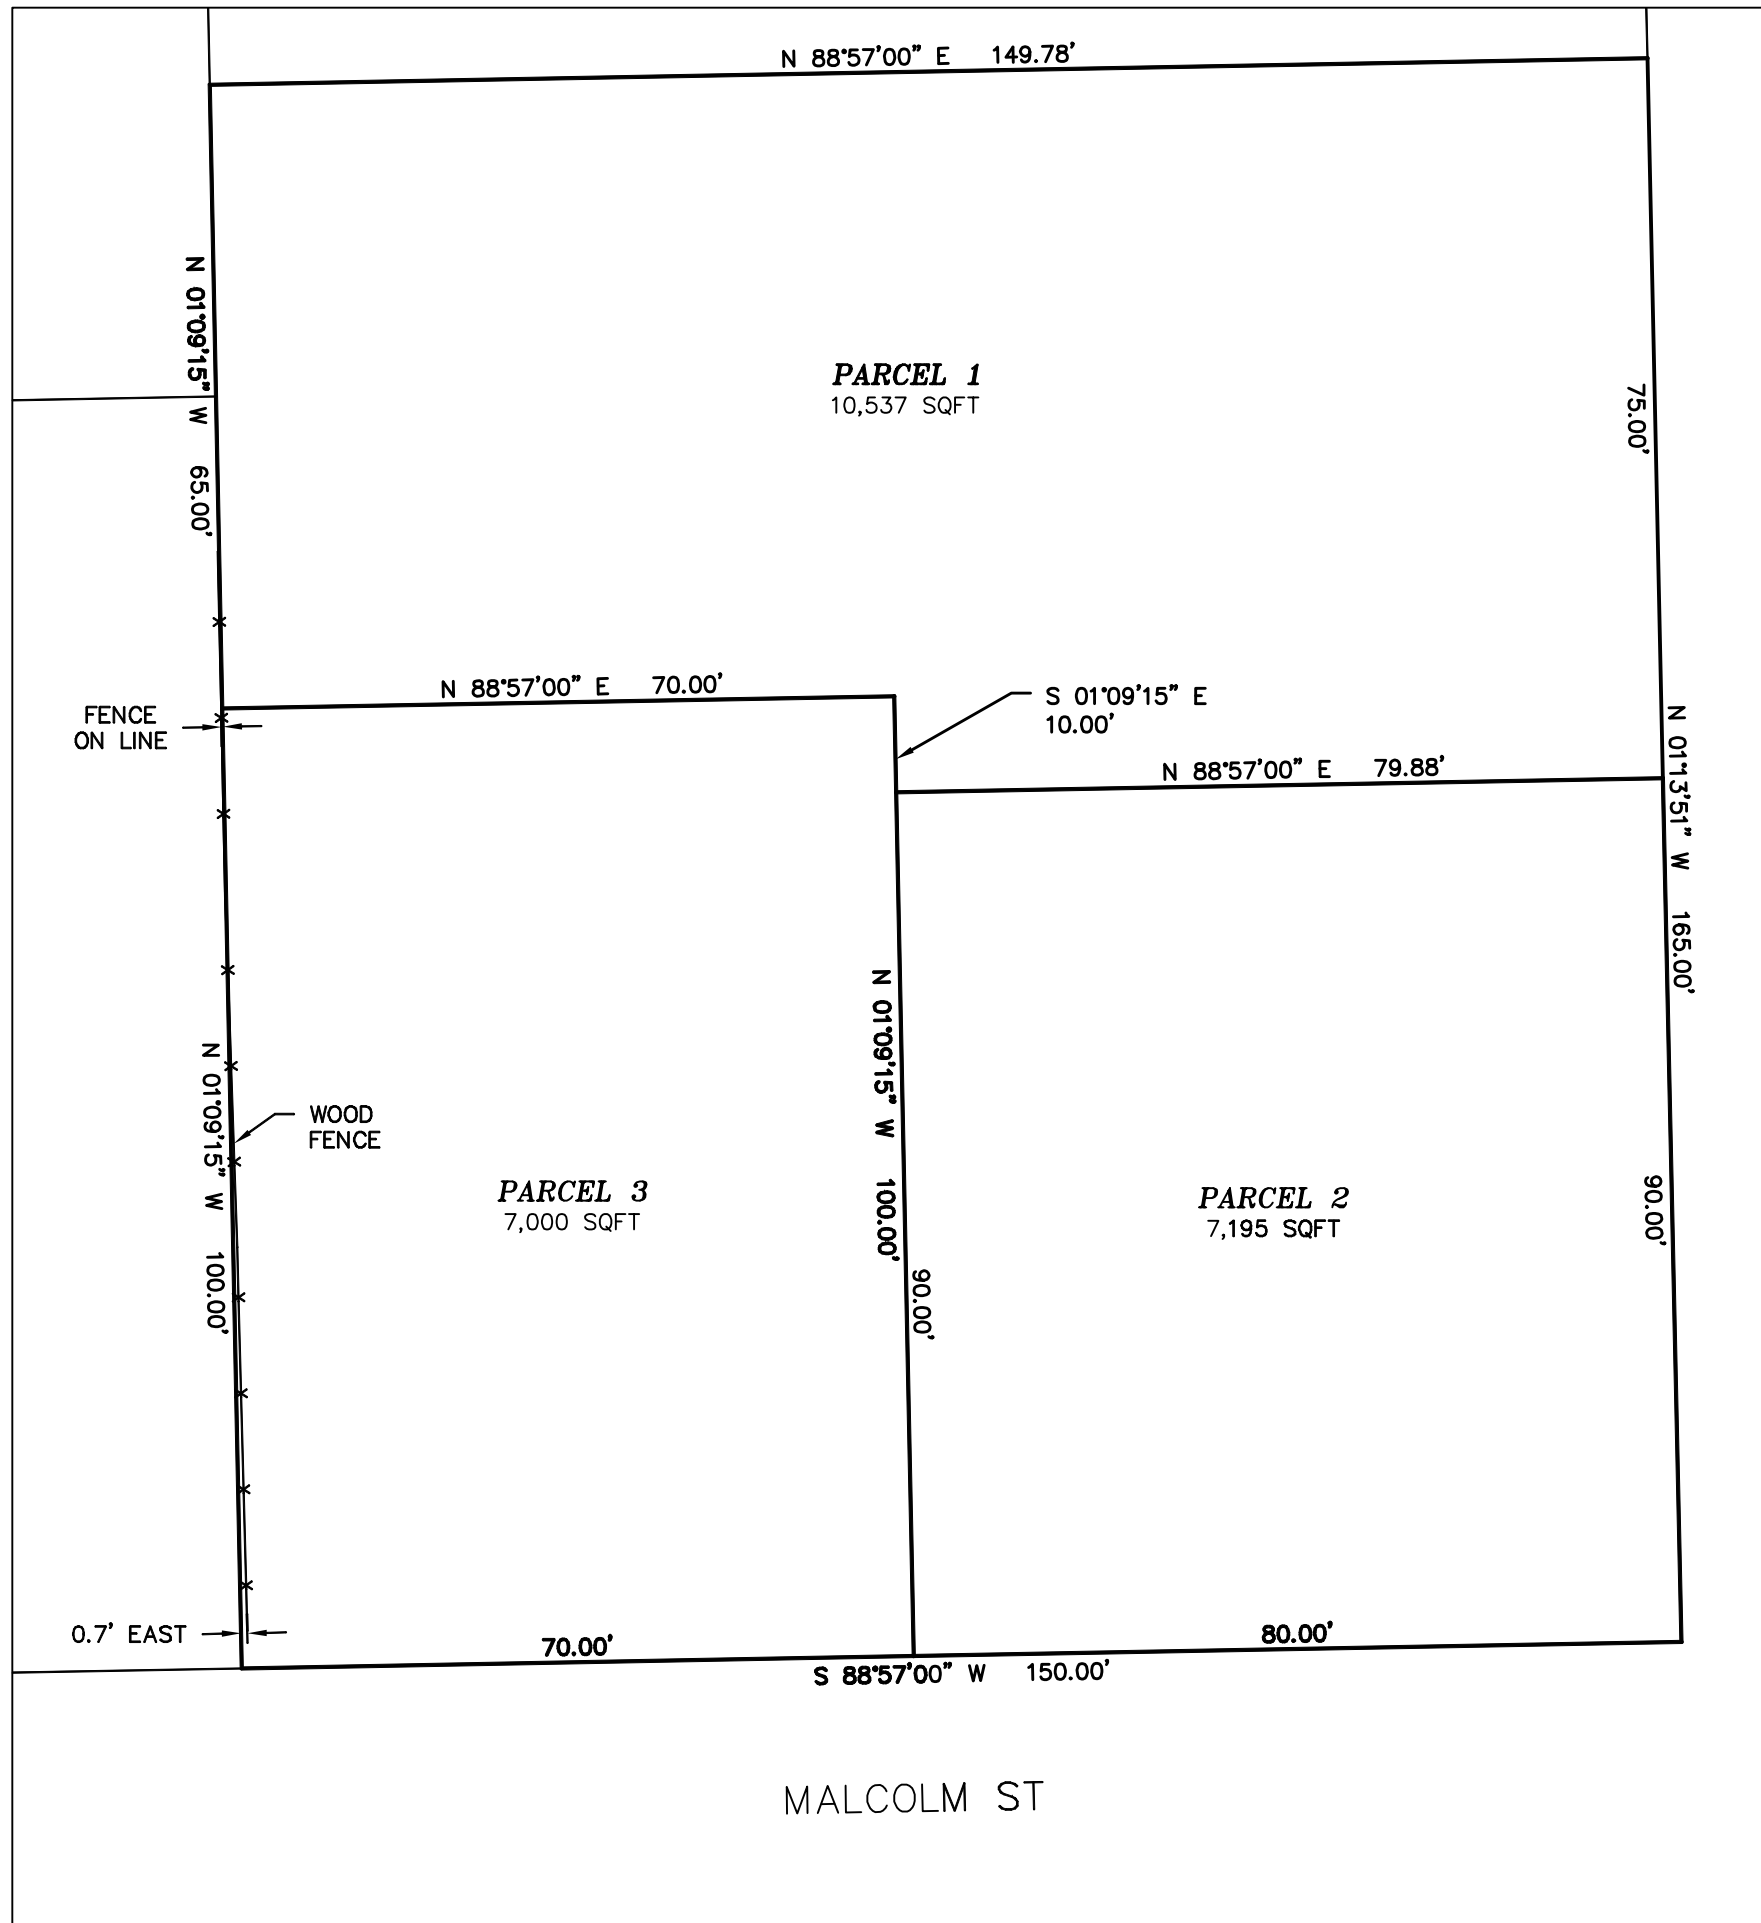 N 88°57'00" E 149.78'
N 01°09'15" W 65.00'
PARCEL 1
10,537 SQFT
75.00'
N 88°57'00" E 70.00'
S 01°09'15" E
10.00'
FENCE
ON LINE
N 88°57'00" E 79.88'
N 01°13'51" W 165.00'
N 01°09'15" W 100.00'
N 01°09'15" W 100.00'
WOOD
FENCE
PARCEL 3
7,000 SQFT
PARCEL 2
7,195 SQFT
90.00'
90.00'
0.7' EAST
70.00'
80.00'
S 88°57'00" W 150.00'
MALCOLM ST